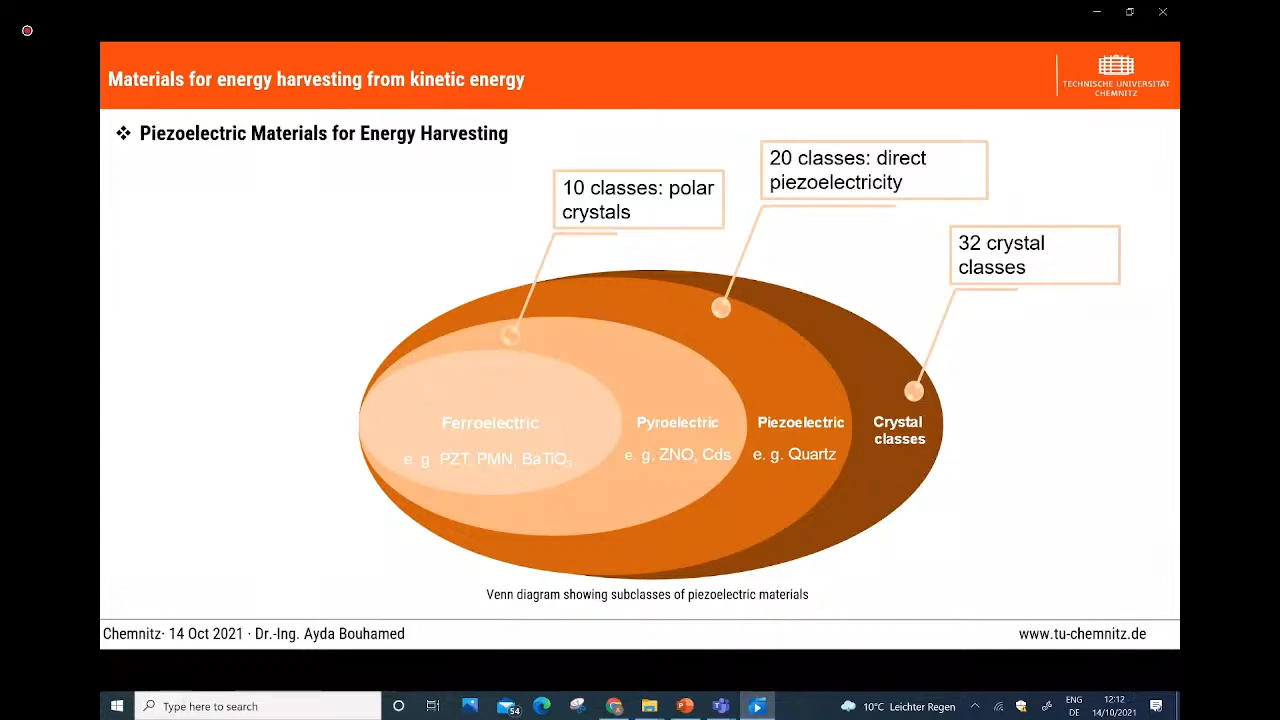 Materials for energy harvesting from kinetic energy
TECHNISCHE UNIVERSITÄT
CHEMNITZ
❖ Piezoelectric Materials for Energy Harvesting
20 classes: direct
piezoelectricity
10 classes: polar
crystals
32 crystal
classes
Ferroelectric
e. g. PZT, PMN, BaTiO₃
Pyroelectric
e. g. ZNO, Cds
Piezoelectric
e. g. Quartz
Crystal
classes
Venn diagram showing subclasses of piezoelectric materials
Chemnitz· 14 Oct 2021 · Dr.-Ing. Ayda Bouhamed
www.tu-chemnitz.de
Type here to search
54
10°C Leichter Regen
ENG
DE
12:12
14/10/2021